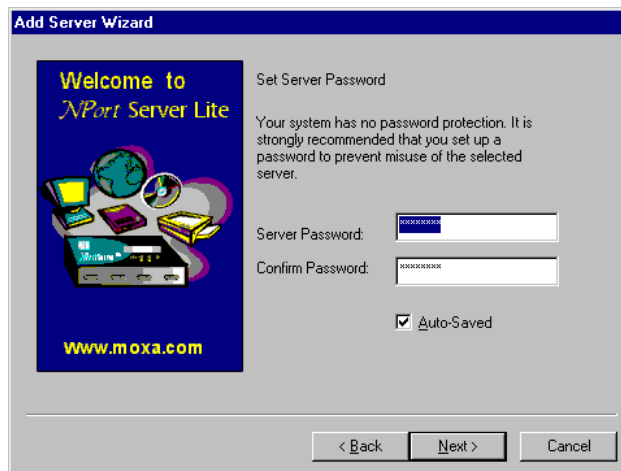 Add Server Wizard
Welcome to
NPort Server Lite
Www.moxa.com
Set Server Password
Your system has no password protection. It is
strongly recommended that you set up a
password to prevent misuse of the selected
server.
Server Password:
xxxxxxxx
Confirm Password:
xxxxxxxx
Auto-Saved
< Back
Next >
Cancel